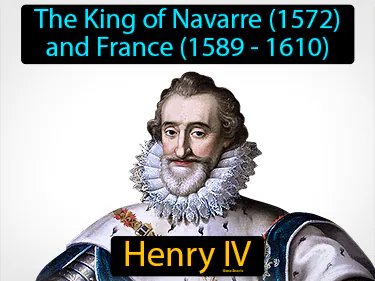 The King of Navarre (1572)
and France (1589 - 1610)
Henry IV